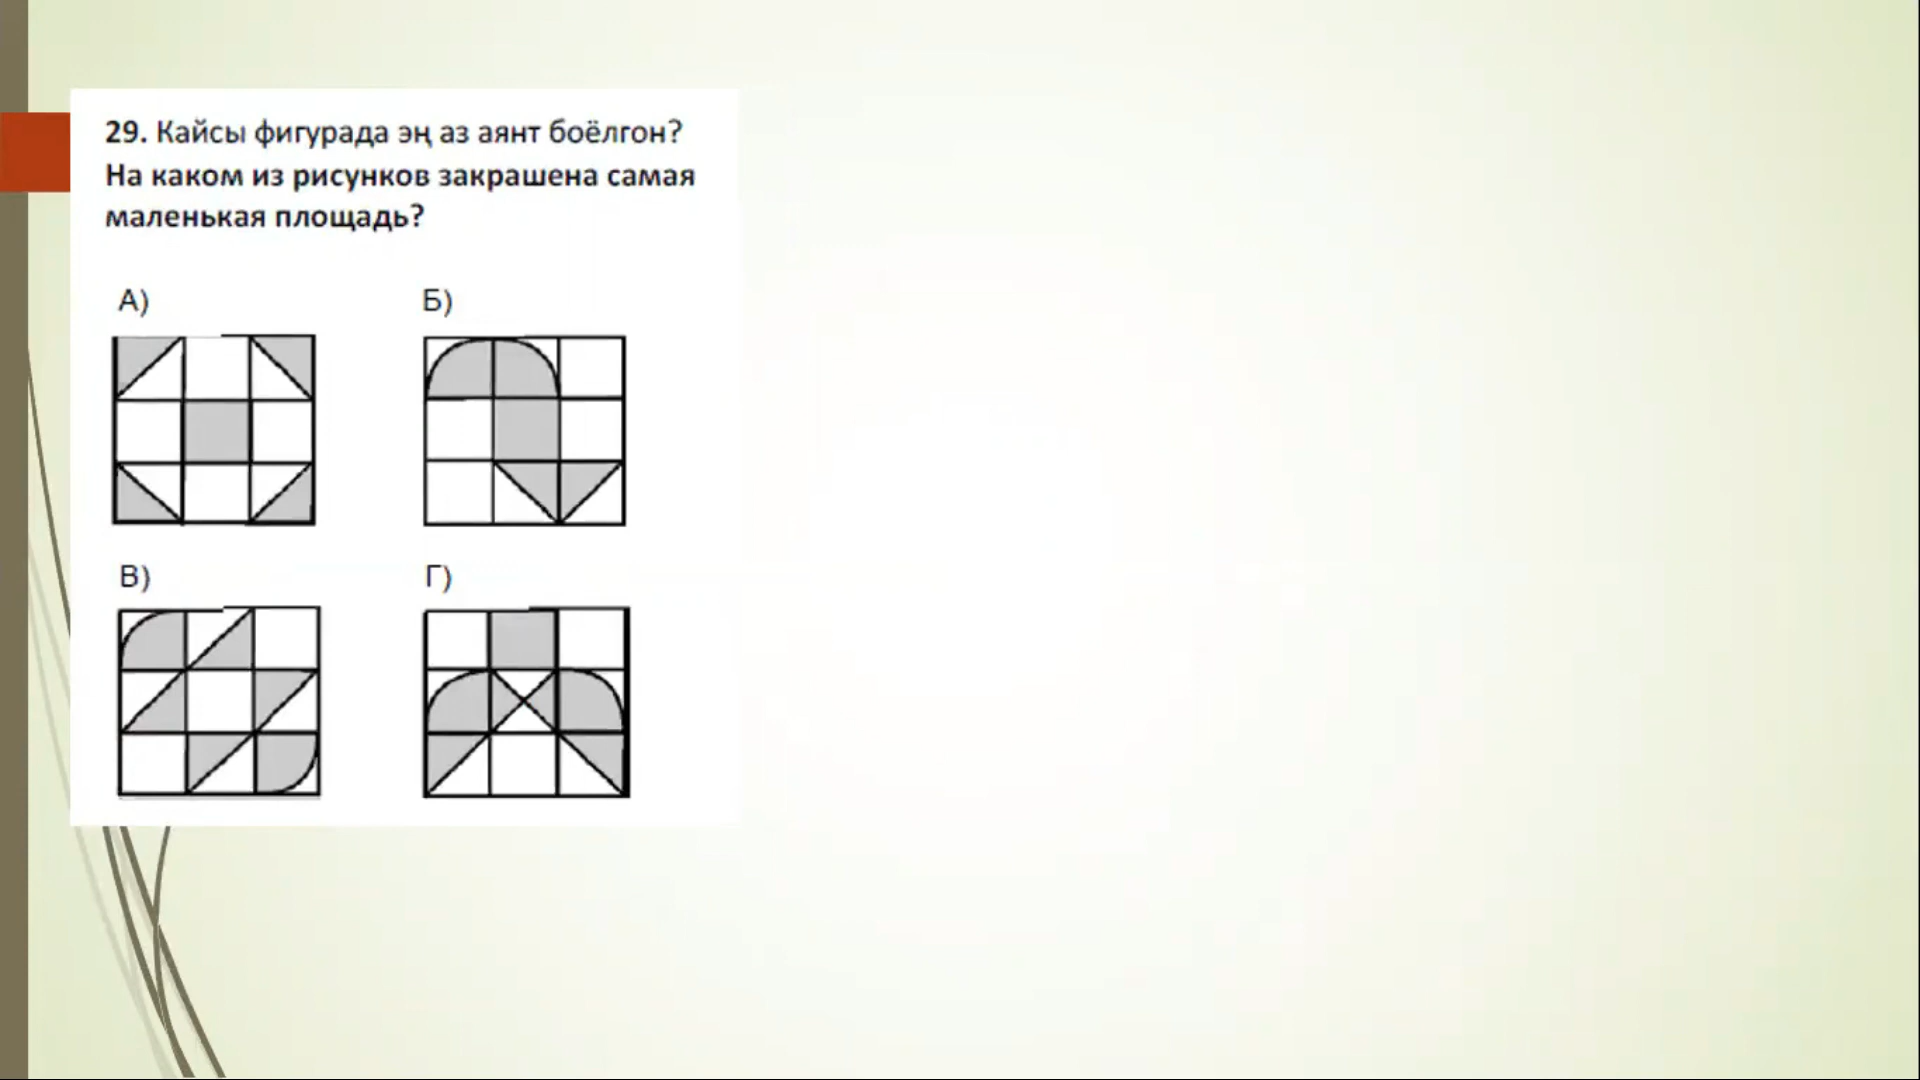 29. Кайсы фигурада эң аз аянт боёлгон?
На каком из рисунков закрашена самая
маленькая площадь?
А) Б)
В) Г)